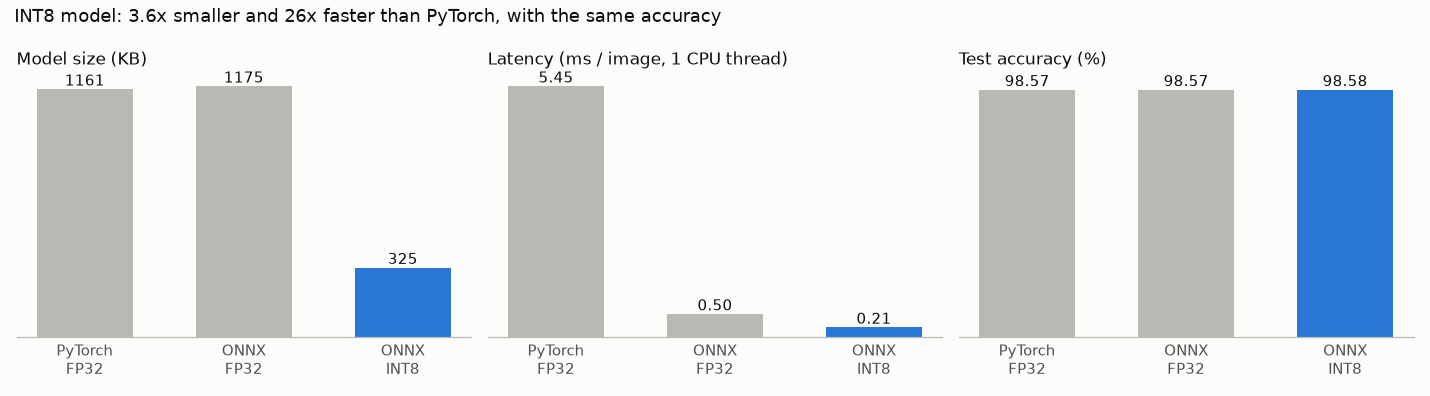 INT8 model: 3.6x smaller and 26x faster than PyTorch, with the same accuracy
Model size (KB)
1161
1175
325
PyTorch
FP32
ONNX
FP32
ONNX
INT8
Latency (ms / image, 1 CPU thread)
5.45
0.50
0.21
PyTorch
FP32
ONNX
FP32
ONNX
INT8
Test accuracy (%)
98.57
98.57
98.58
PyTorch
FP32
ONNX
FP32
ONNX
INT8